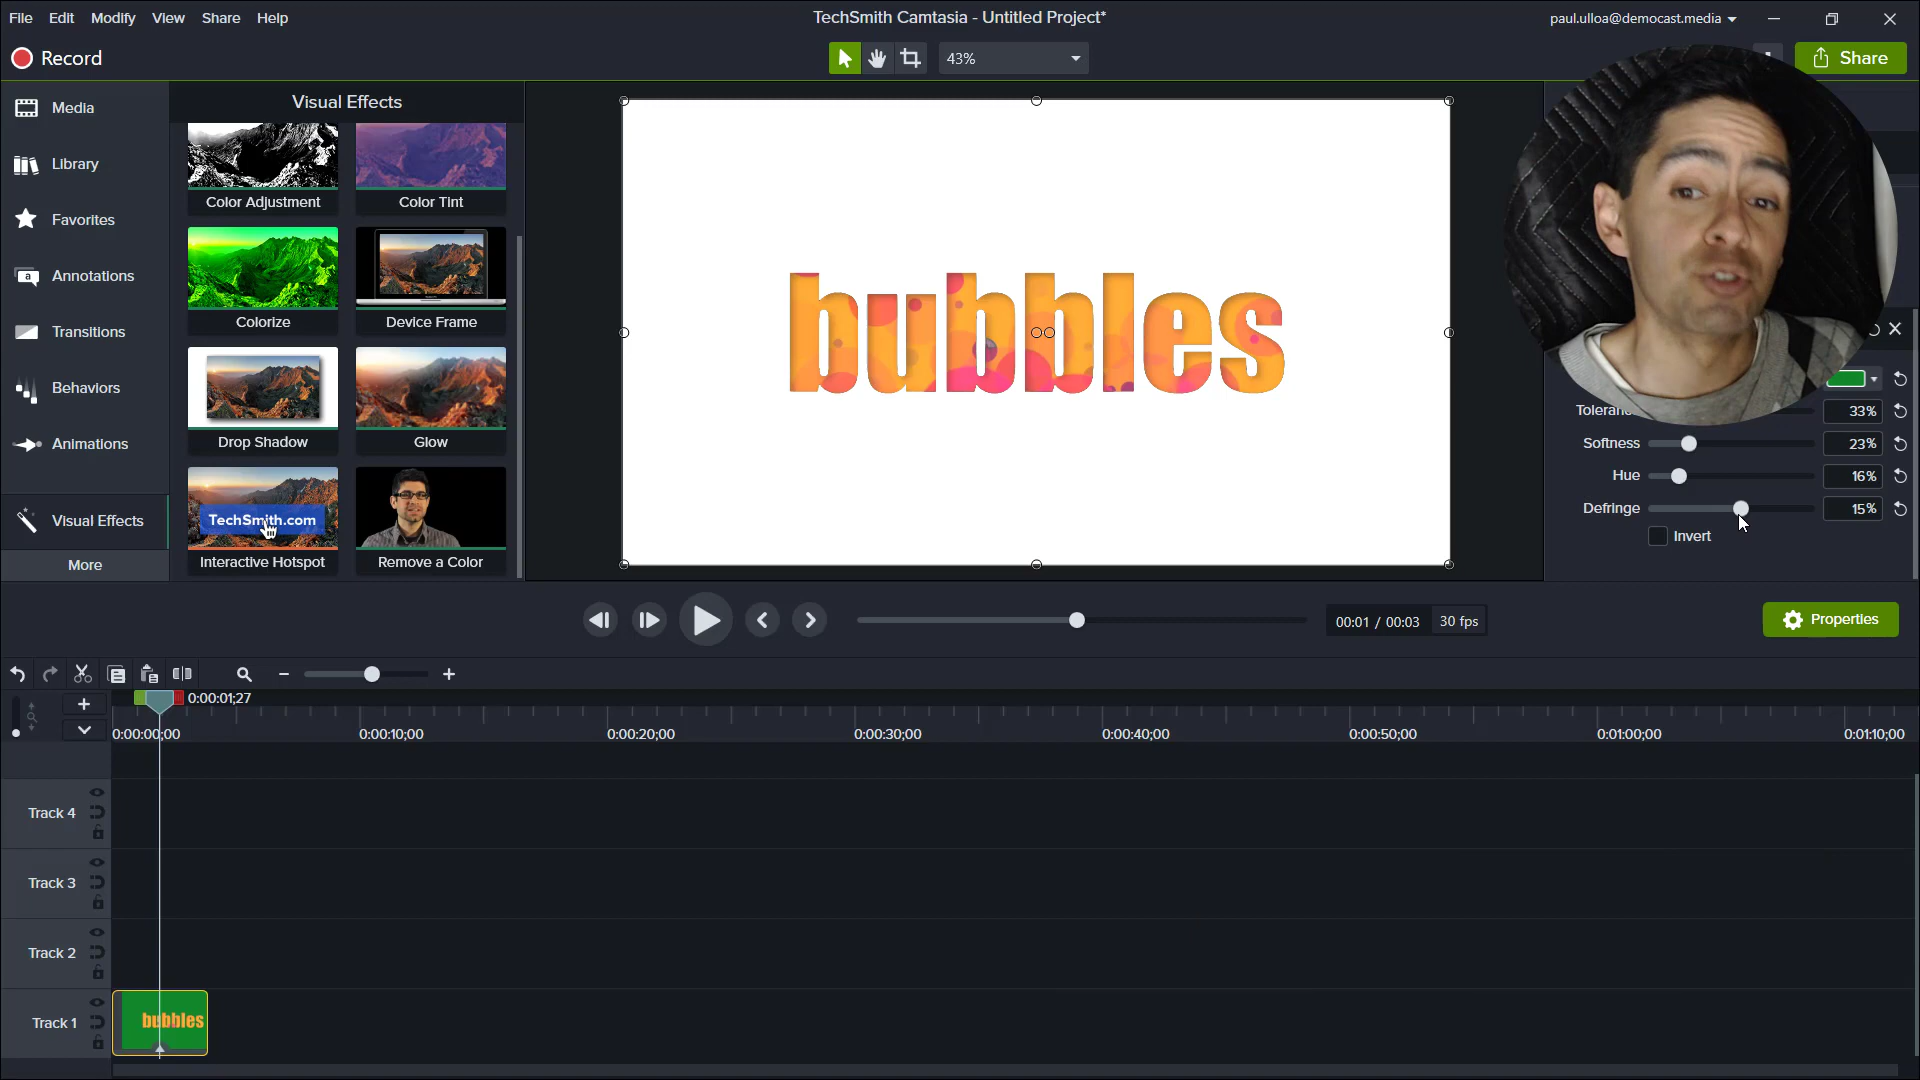 File Edit Modify View Share Help
TechSmith Camtasia - Untitled Project*
paul.ulloa@democast.media
Record
43%
Share
Media
Library
Favorites
Annotations
Transitions
Behaviors
Animations
Visual Effects
More
Visual Effects
Color Adjustment
Color Tint
Colorize
Device Frame
Drop Shadow
Glow
TechSmith.com
Interactive Hotspot
Remove a Color
bubbles
33%
Softness 23%
Hue 16%
Defringe 15%
Invert
00:01 / 00:03 30 fps
Properties
0:00:01;27
0:00:00;00 0:00:10;00 0:00:20;00 0:00:30;00 0:00:40;00 0:00:50;00 0:01:00;00 0:01:10;00
Track 4
Track 3
Track 2
Track 1
bubbles